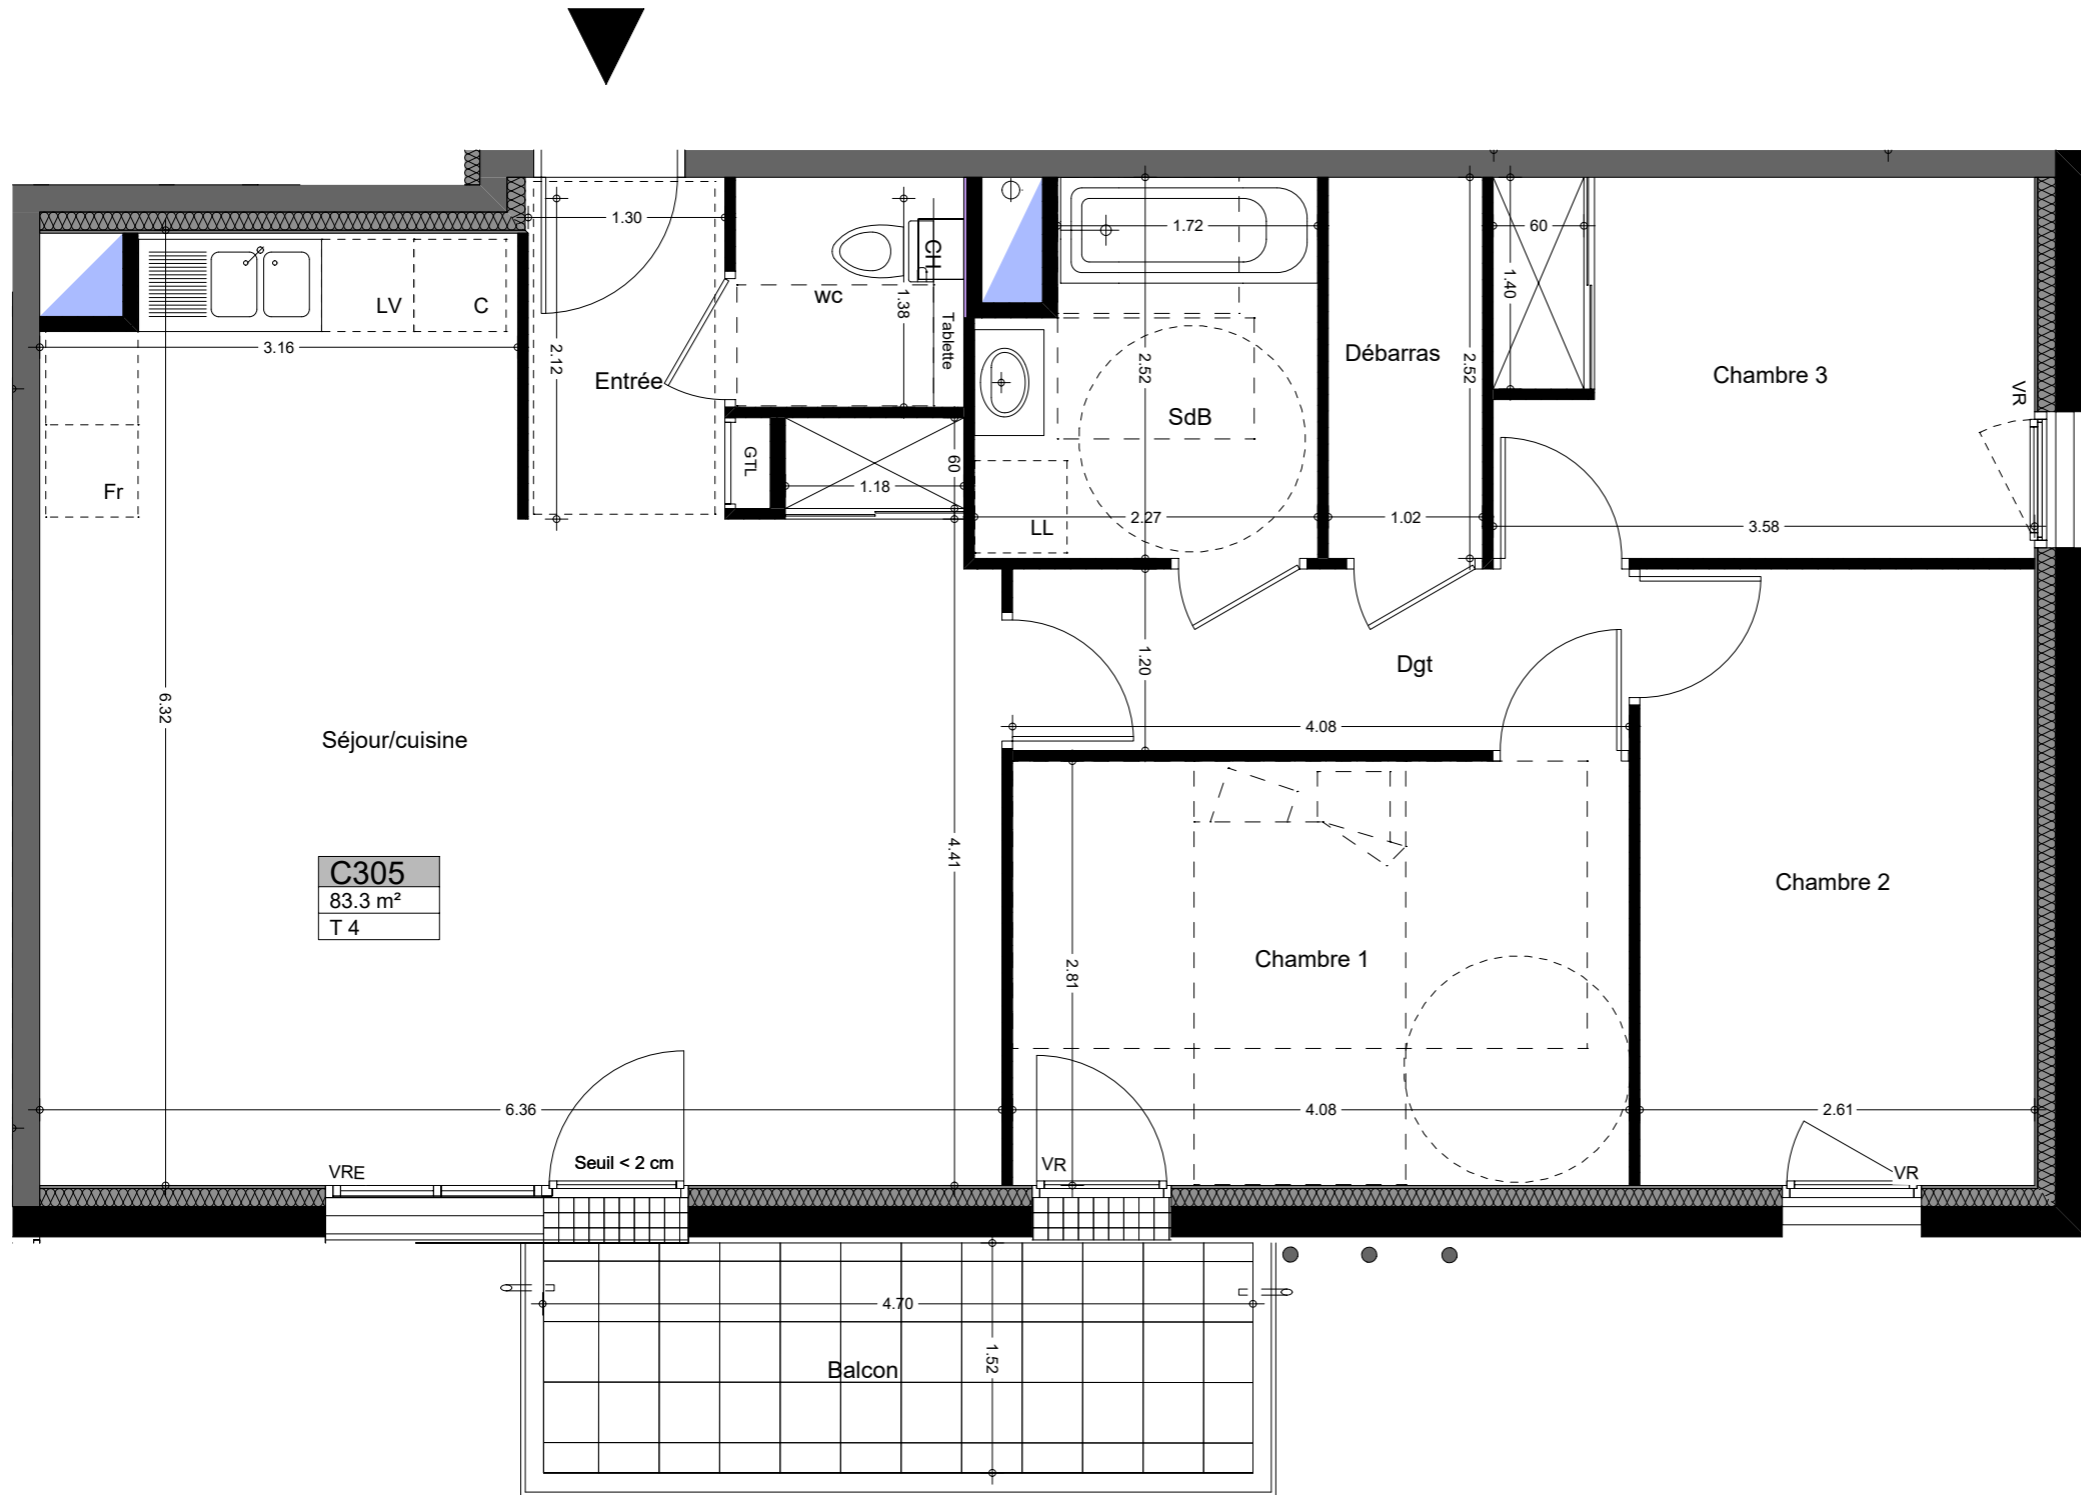 1.30
1.72
60
CH
LV
C
WC
1.38
1.40
Tablette
3.16
2.12
Entrée
2.52
Débarras
2.52
Chambre 3
VR
SdB
GTL
60
1.18
Fr
LL
2.27
1.02
3.58
1.20
Dgt
6.32
4.08
Séjour/cuisine
4.41
C305
83.3 m²
T 4
Chambre 2
Chambre 1
2.81
6.36
4.08
2.61
VRE
Seuil < 2 cm
VR
VR
4.70
1.52
Balcon